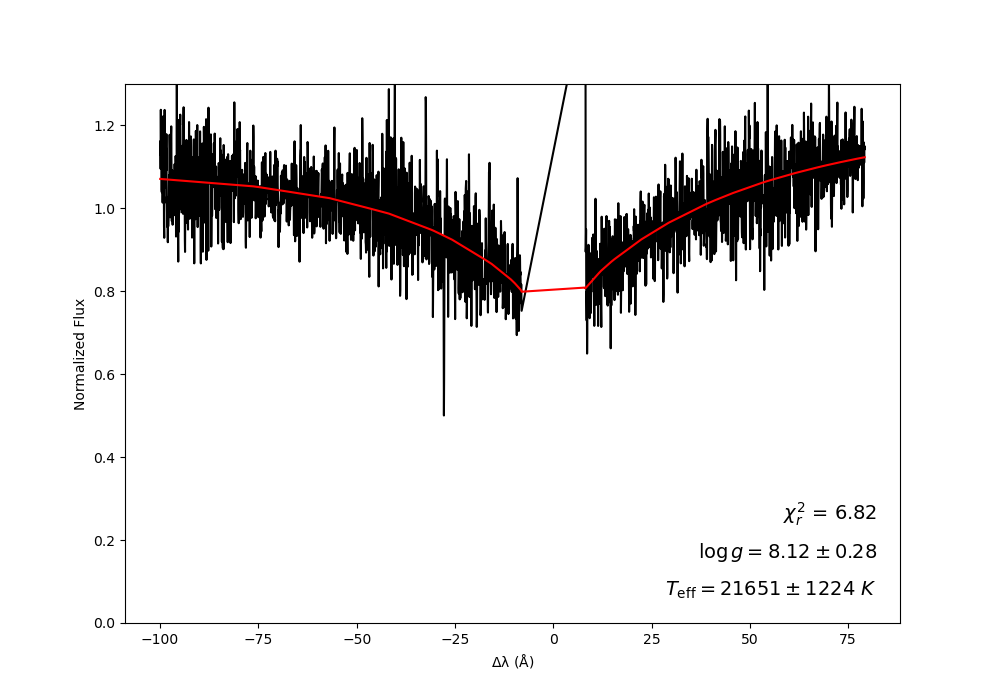 1.2
1.0
0.8
0.6
0.4
0.2
0.0
Normalized Flux
χ²ᵣ = 6.82
log g = 8.12 ± 0.28
T_eff = 21651 ± 1224 K
−100 −75 −50 −25 0 25 50 75
Δλ (Å)